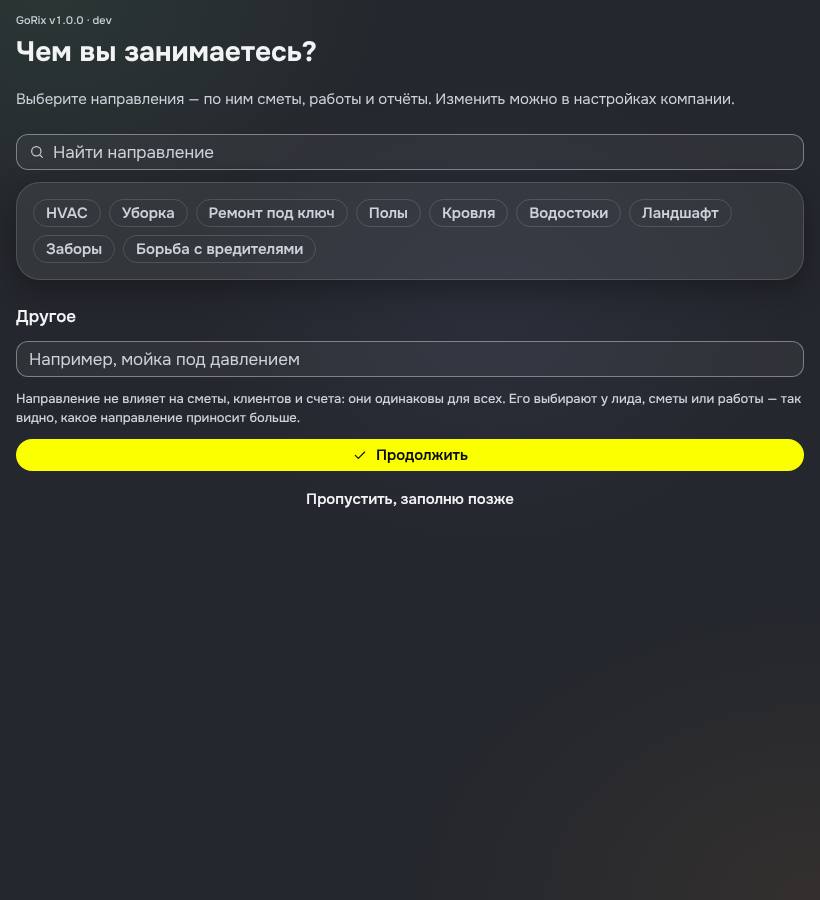 GoRix v1.0.0 · dev
Чем вы занимаетесь?
Выберите направления — по ним сметы, работы и отчёты. Изменить можно в настройках компании.
Найти направление
HVAC Уборка Ремонт под ключ Полы Кровля Водостоки Ландшафт
Заборы Борьба с вредителями
Другое
Например, мойка под давлением
Направление не влияет на сметы, клиентов и счета: они одинаковы для всех. Его выбирают у лида, сметы или работы — так
видно, какое направление приносит больше.
Продолжить
Пропустить, заполню позже